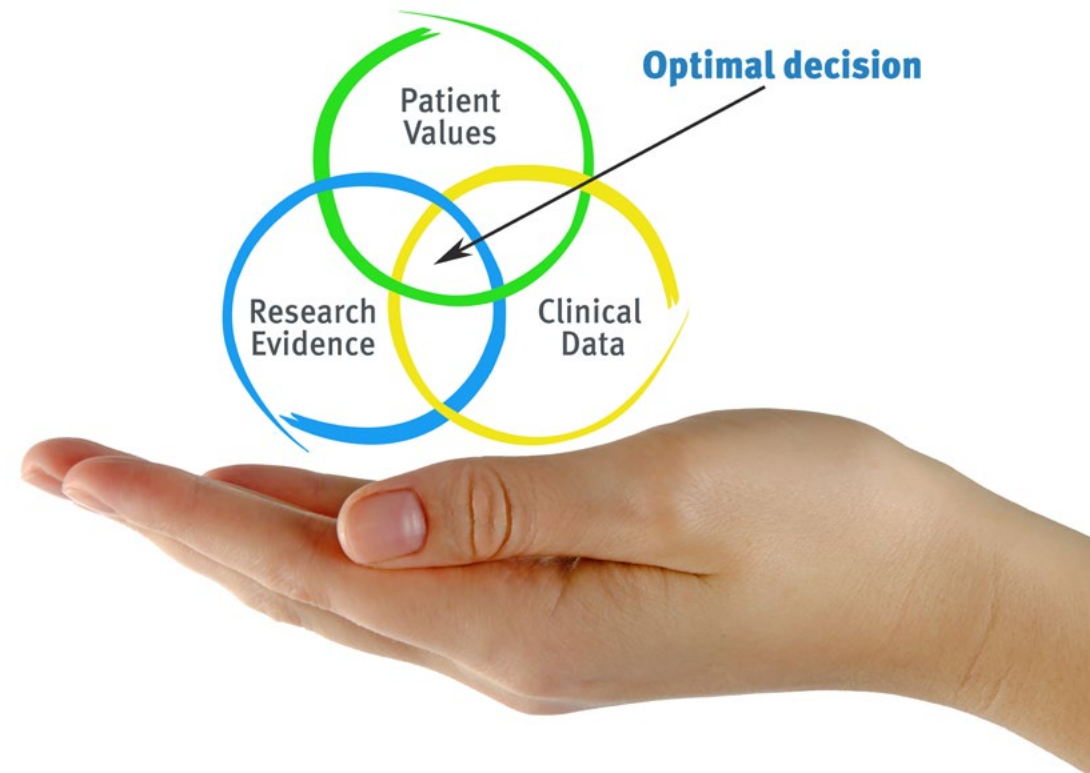 Optimal decision
Patient
Values
Research
Evidence
Clinical
Data